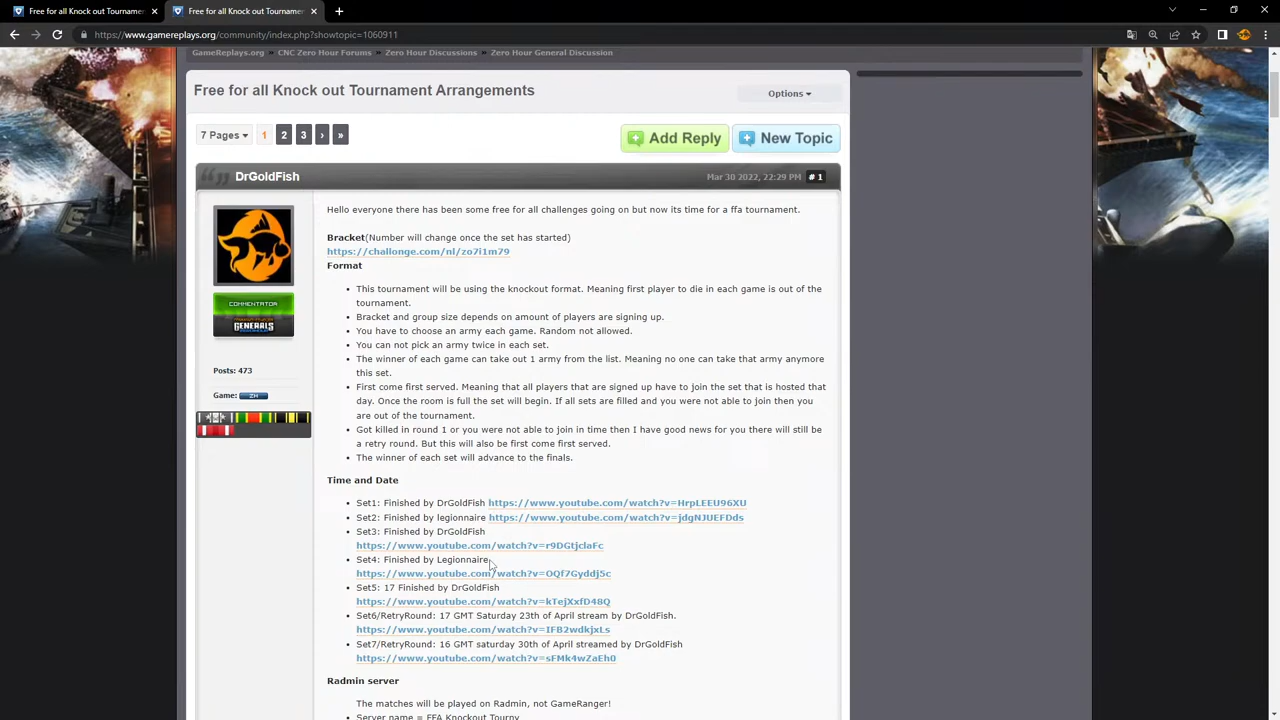 Free for all Knock out Tournamen
Free for all Knock out Tournamen
https://www.gamereplays.org/community/index.php?showtopic=1060911
GameReplays.org » CNC Zero Hour Forums » Zero Hour Discussions » Zero Hour General Discussion
Free for all Knock out Tournament Arrangements
Options
7 Pages
1 2 3 › »
Add Reply
New Topic
DrGoldFish
Mar 30 2022, 22:29 PM # 1
Hello everyone there has been some free for all challenges going on but now its time for a ffa tournament.
Bracket(Number will change once the set has started)
https://challonge.com/nl/zo7i1m79
Format
This tournament will be using the knockout format. Meaning first player to die in each game is out of the
tournament.
Bracket and group size depends on amount of players are signing up.
You have to choose an army each game. Random not allowed.
You can not pick an army twice in each set.
The winner of each game can take out 1 army from the list. Meaning no one can take that army anymore
this set.
First come first served. Meaning that all players that are signed up have to join the set that is hosted that
day. Once the room is full the set will begin. If all sets are filled and you were not able to join then you
are out of the tournament.
Got killed in round 1 or you were not able to join in time then I have good news for you there will still be
a retry round. But this will also be first come first served.
The winner of each set will advance to the finals.
COMMENTATOR
GENERALS
Posts: 473
Game: ZH
Time and Date
Set1: Finished by DrGoldFish https://www.youtube.com/watch?v=HrpLEEU96XU
Set2: Finished by legionnaire https://www.youtube.com/watch?v=jdgNJUEFDds
Set3: Finished by DrGoldFish
https://www.youtube.com/watch?v=r9DGtjclaFc
Set4: Finished by Legionnaire
https://www.youtube.com/watch?v=OQf7Gyddj5c
Set5: 17 Finished by DrGoldFish
https://www.youtube.com/watch?v=kTejXxfD48Q
Set6/RetryRound: 17 GMT Saturday 23th of April stream by DrGoldFish.
https://www.youtube.com/watch?v=IFB2wdkjxLs
Set7/RetryRound: 16 GMT saturday 30th of April streamed by DrGoldFish
https://www.youtube.com/watch?v=sFMk4wZaEh0
Radmin server
The matches will be played on Radmin, not GameRanger!
Server name = FFA Knockout Tourny